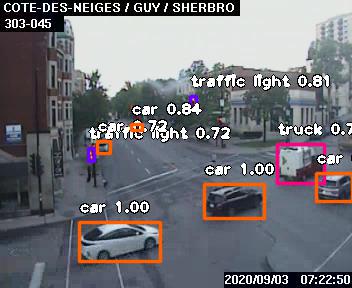 COTE-DES-NEIGES / GUY / SHERBRO
303-045
traffic light 0.81
car 0.84
car 0.72
traffic light 0.72
truck 0.7
car 1.00
car
car 1.00
2020/09/03 07:22:50